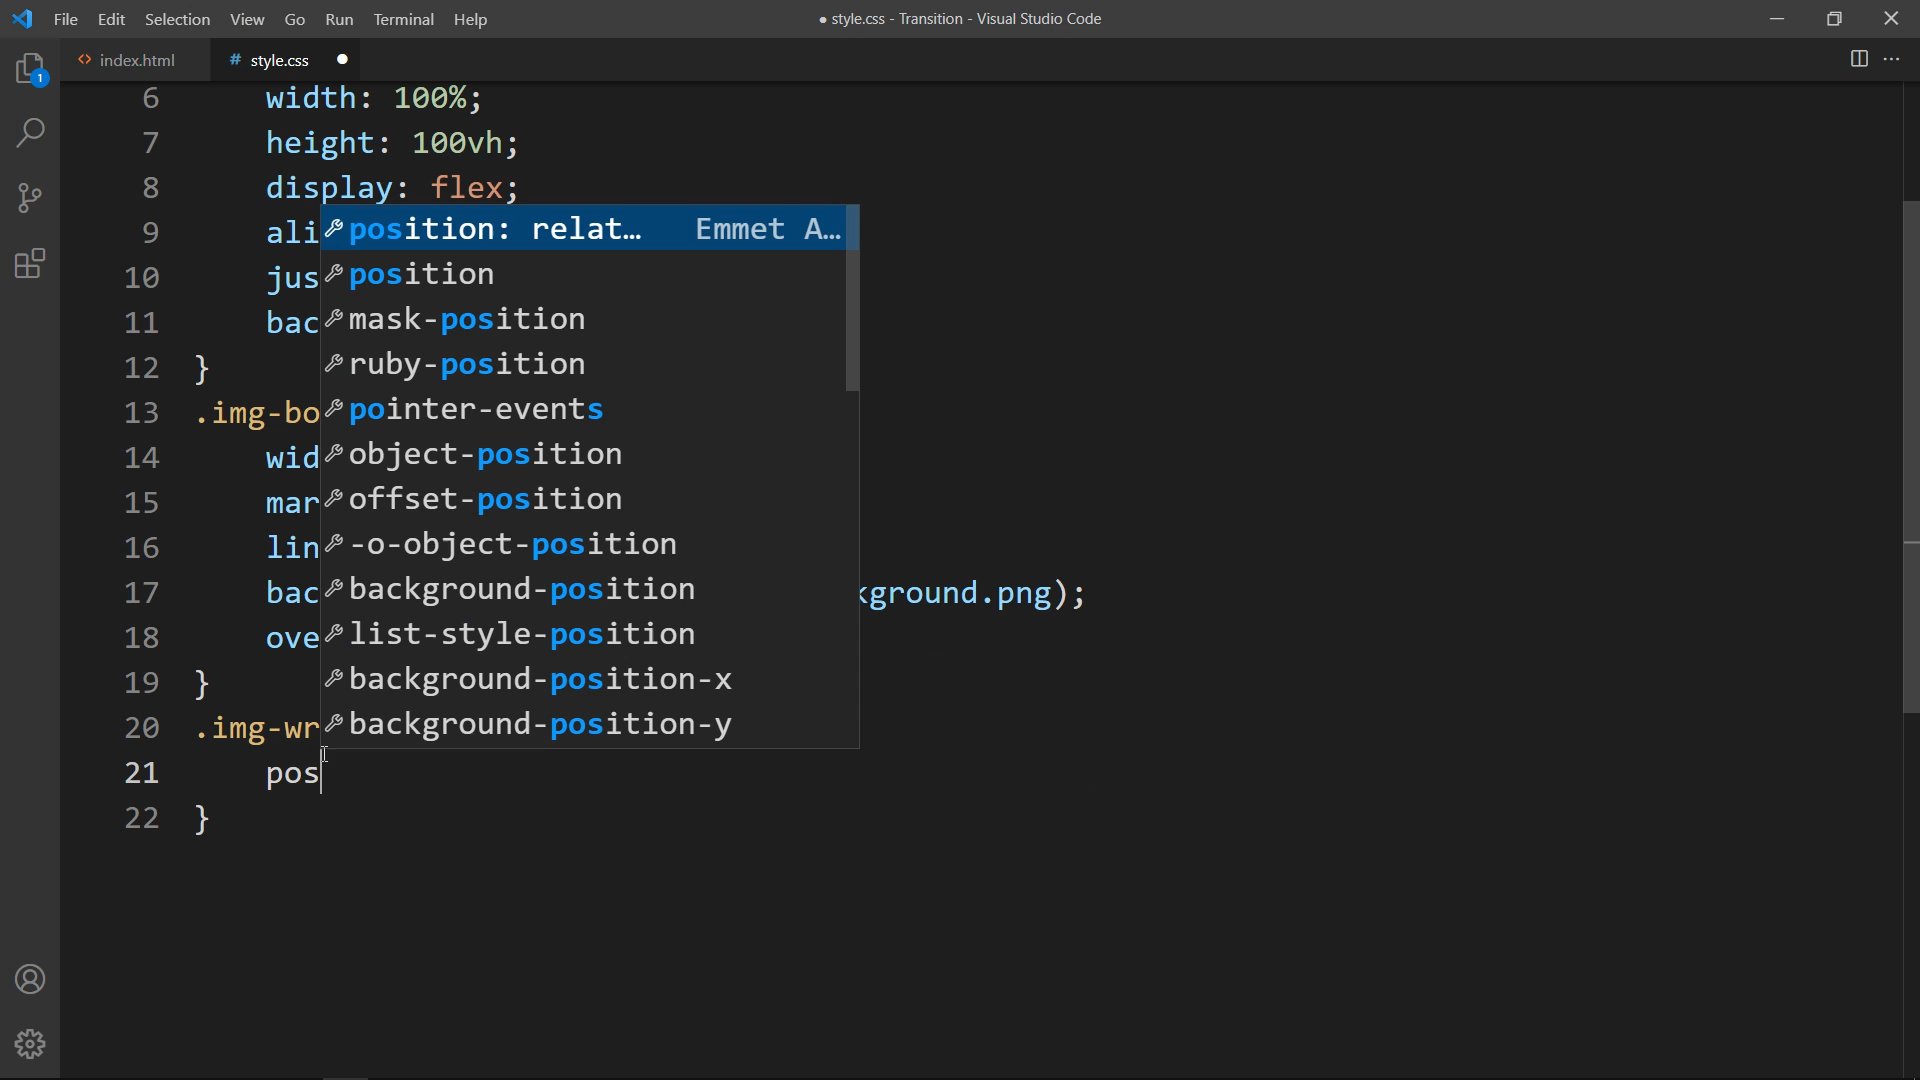 File Edit Selection View Go Run Terminal Help
● style.css - Transition - Visual Studio Code
<> index.html
# style.css ●
1
6 width: 100%;
7 height: 100vh;
8 display: flex;
9 ali
10 jus
11 bac
12 }
13 .img-bo
14 wid
15 mar
16 lin
17 bac kground.png);
18 ove
19 }
20 .img-wr
21 pos
22 }
position: relat… Emmet A…
position
mask-position
ruby-position
pointer-events
object-position
offset-position
-o-object-position
background-position
list-style-position
background-position-x
background-position-y